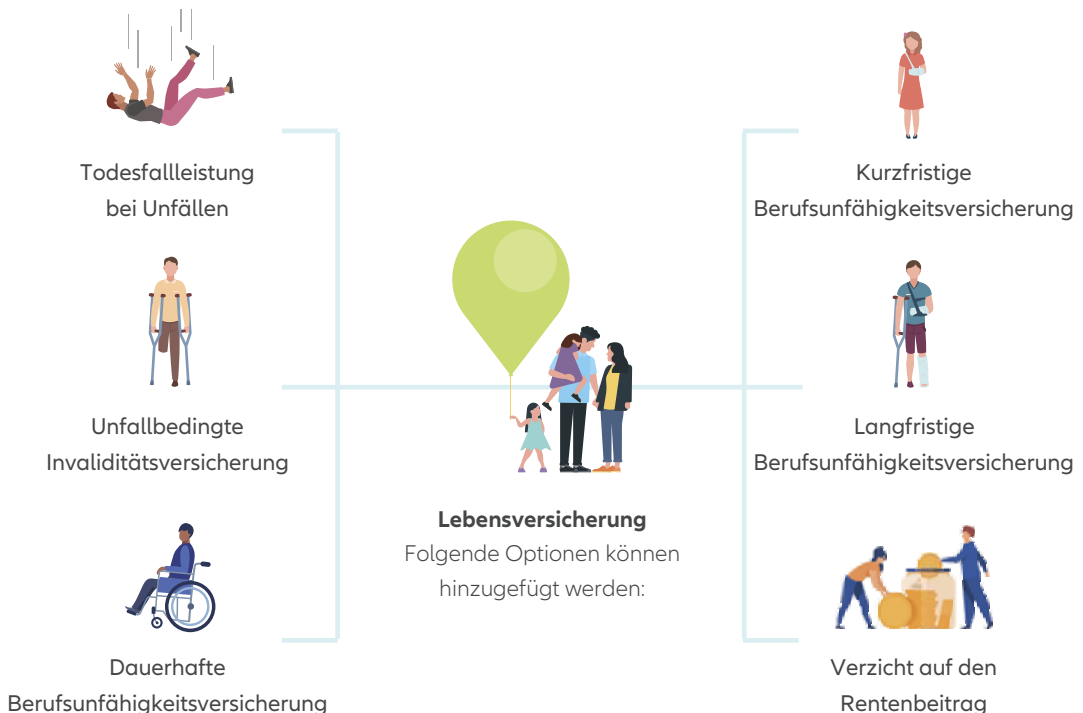 Todesfallleistung
bei Unfällen
Unfallbedingte
Invaliditätsversicherung
Dauerhafte
Berufsunfähigkeitsversicherung
Lebensversicherung
Folgende Optionen können
hinzugefügt werden:
Kurzfristige
Berufsunfähigkeitsversicherung
Langfristige
Berufsunfähigkeitsversicherung
Verzicht auf den
Rentenbeitrag